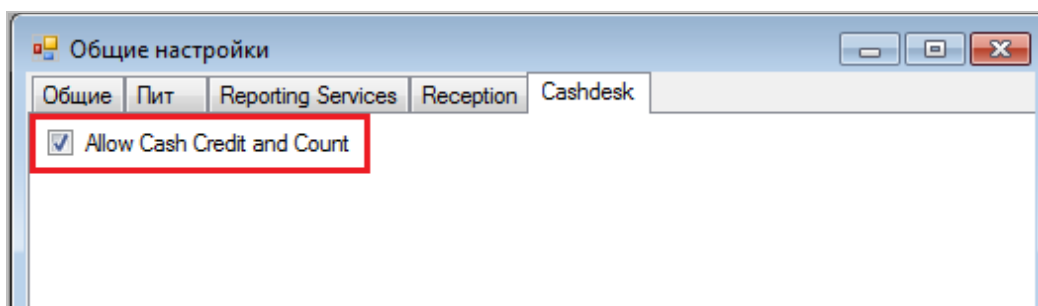 Общие настройки
Общие Пит Reporting Services Reception Cashdesk
Allow Cash Credit and Count